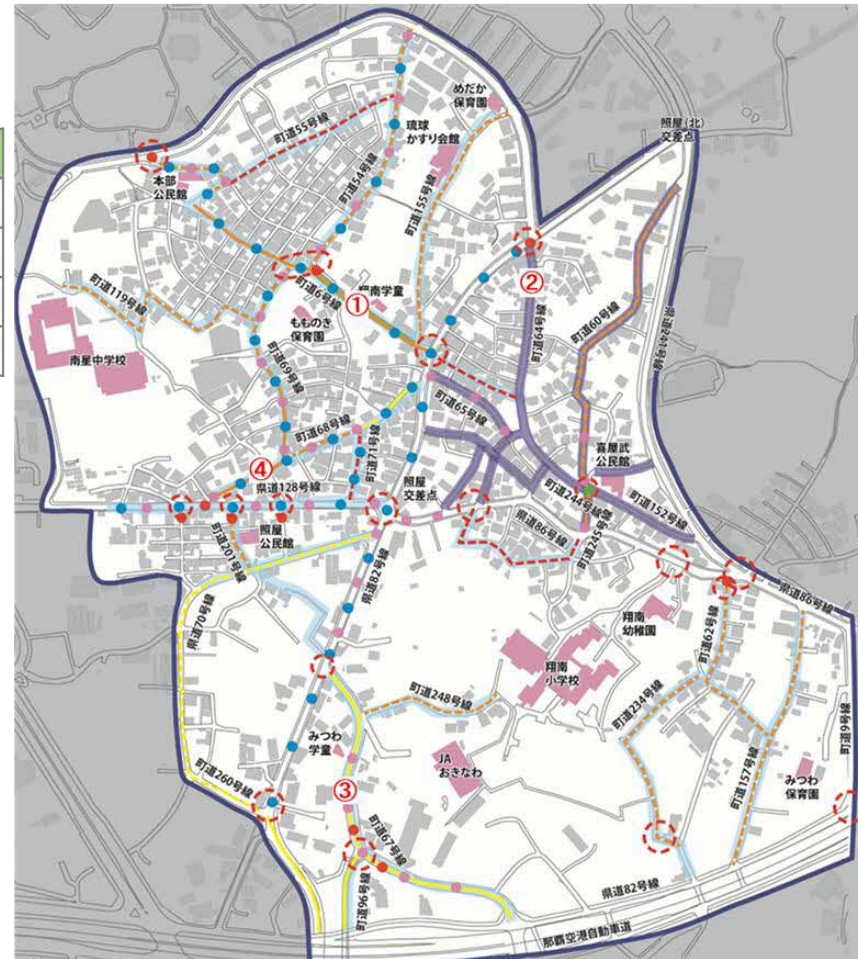 めだか
保育園
照屋(北)
交差点
琉球
かすり会館
町道55号線
町道54号線
本部
公民館
町道155号線
②
町道6号線
翔南学童
①
町道64号線
町道60号線
県道241号線
町道119号線
もものき
保育園
南星中学校
町道69号線
町道65号線
町道68号線
町道71号線
喜屋武
公民館
④
県道128号線
照屋
交差点
町道244号線
町道152号線
県道86号線
町道245号線
照屋
公民館
町道201号線
県道82号線
県道70号線
県道86号線
翔南
幼稚園
町道62号線
翔南
小学校
町道248号線
町道234号線
町道9号線
みつわ
学童
JA
おきなわ
町道157号線
みつわ
保育園
町道260号線
③
町道67号線
町道96号線
県道82号線
那覇空港自動車道